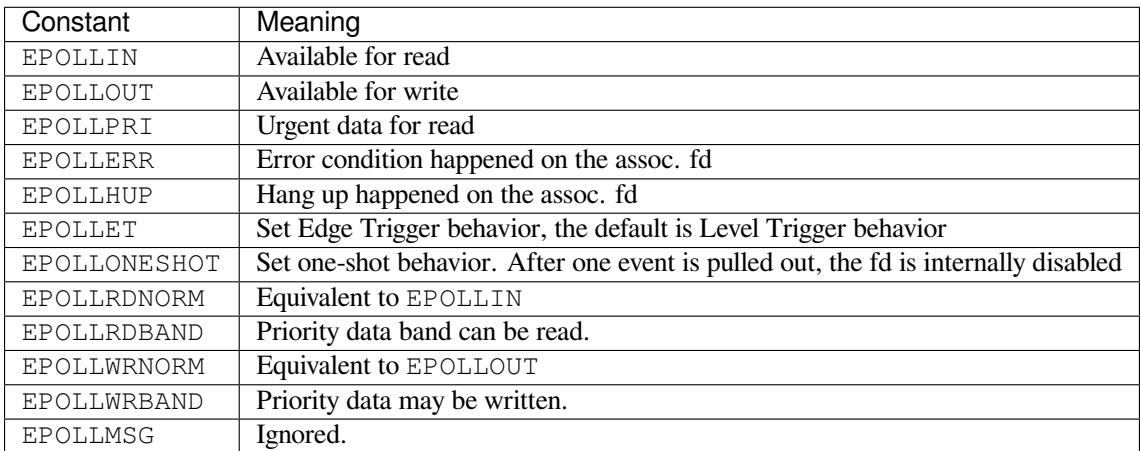 Constant Meaning
EPOLLIN Available for read
EPOLLOUT Available for write
EPOLLPRI Urgent data for read
EPOLLERR Error condition happened on the assoc. fd
EPOLLHUP Hang up happened on the assoc. fd
EPOLLET Set Edge Trigger behavior, the default is Level Trigger behavior
EPOLLONESHOT Set one-shot behavior. After one event is pulled out, the fd is internally disabled
EPOLLRDNORM Equivalent to EPOLLIN
EPOLLRDBAND Priority data band can be read.
EPOLLWRNORM Equivalent to EPOLLOUT
EPOLLWRBAND Priority data may be written.
EPOLLMSG Ignored.